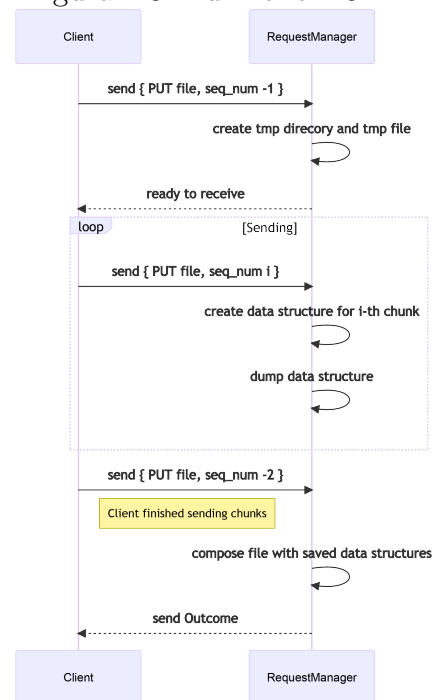 Client
RequestManager
send { PUT file, seq_num -1 }
create tmp direcory and tmp file
ready to receive
loop
[Sending]
send { PUT file, seq_num i }
create data structure for i-th chunk
dump data structure
send { PUT file, seq_num -2 }
Client finished sending chunks
compose file with saved data structures
send Outcome
Client
RequestManager